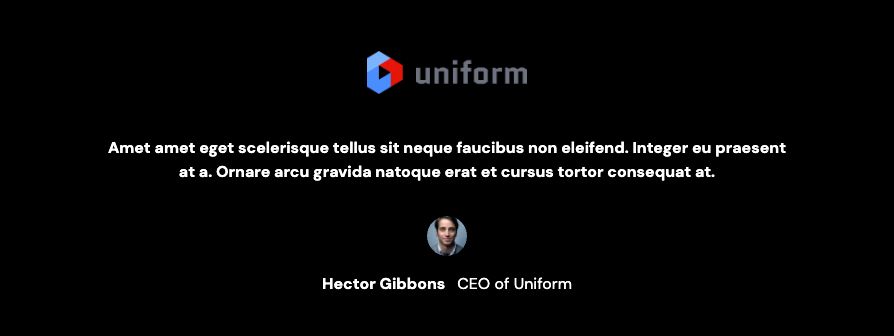 uniform
Amet amet eget scelerisque tellus sit neque faucibus non eleifend. Integer eu praesent
at a. Ornare arcu gravida natoque erat et cursus tortor consequat at.
Hector Gibbons CEO of Uniform